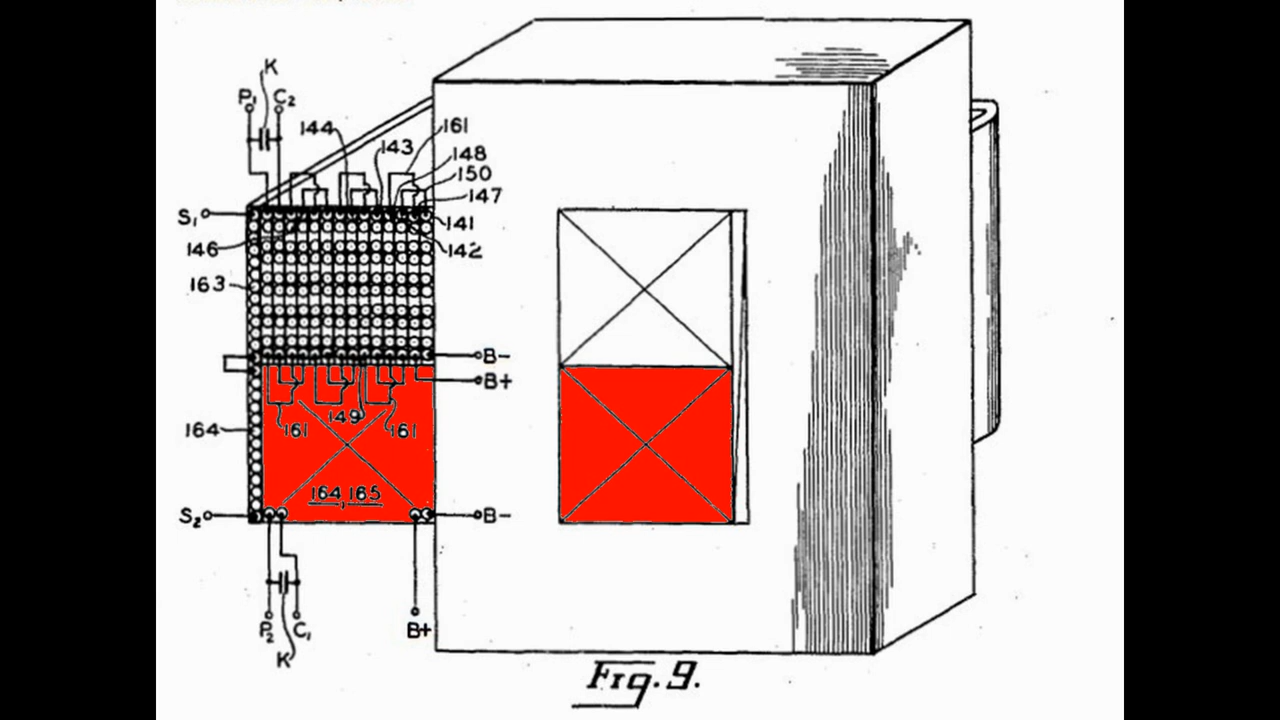 K
P₁ C₂
144
161
143
148
150
147
S₁
141
146
142
163
B-
B+
149
161
161
164
164,165
S₂
B-
P₂ C₁
B+
K
Fig. 9.